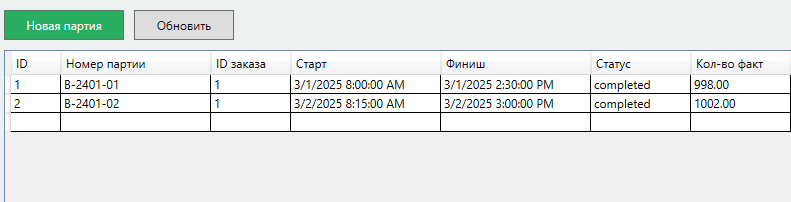 Новая партия Обновить
ID Номер партии ID заказа Старт Финиш Статус Кол-во факт
1 B-2401-01 1 3/1/2025 8:00:00 AM 3/1/2025 2:30:00 PM completed 998.00
2 B-2401-02 1 3/2/2025 8:15:00 AM 3/2/2025 3:00:00 PM completed 1002.00